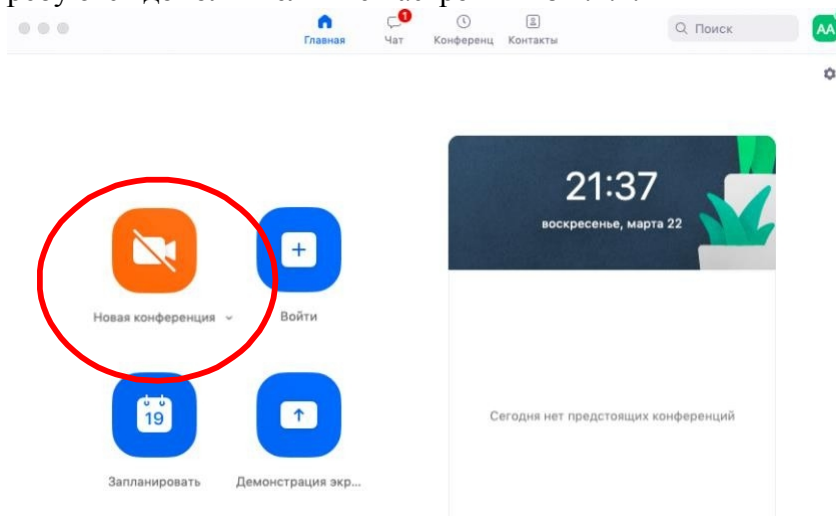 Главная
Чат
1
Конференц
Контакты
Поиск
AA
21:37
воскресенье, марта 22
Новая конференция
Войти
19
Запланировать
Демонстрация экр...
Сегодня нет предстоящих конференций